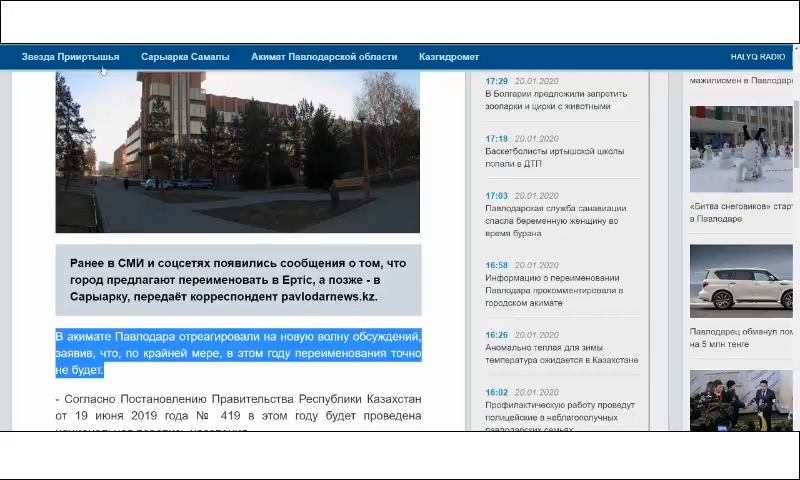 Звезда Прииртышья Сарыарка Самалы Акимат Павлодарской области Казгидромет HALYQ RADIO
Ранее в СМИ и соцсетях появились сообщения о том, что
город предлагают переименовать в Ертіс, а позже - в
Сарыарку, передаёт корреспондент pavlodarnews.kz.
В акимате Павлодара отреагировали на новую волну обсуждений,
заявив, что, по крайней мере, в этом году переименования точно
не будет.
- Согласно Постановлению Правительства Республики Казахстан
от 19 июня 2019 года № 419 в этом году будет проведена
17:29 20.01.2020
В Болгарии предложили запретить
зоопарки и цирки с животными
17:18 20.01.2020
Баскетболисты иртышской школы
попали в ДТП
17:03 20.01.2020
Павлодарская служба санавиации
спасла беременную женщину во
время бурана
16:58 20.01.2020
Информацию о переименовании
Павлодара прокомментировали в
городском акимате
16:26 20.01.2020
Аномально теплая для зимы
температура ожидается в Казахстане
16:02 20.01.2020
Профилактическую работу проведут
полицейские в неблагополучных
павлодарских семьях
мажилисмен в Павлодаре
«Битва снеговиков» старт
в Павлодаре
Павлодарец обманул лом
на 5 млн тенге